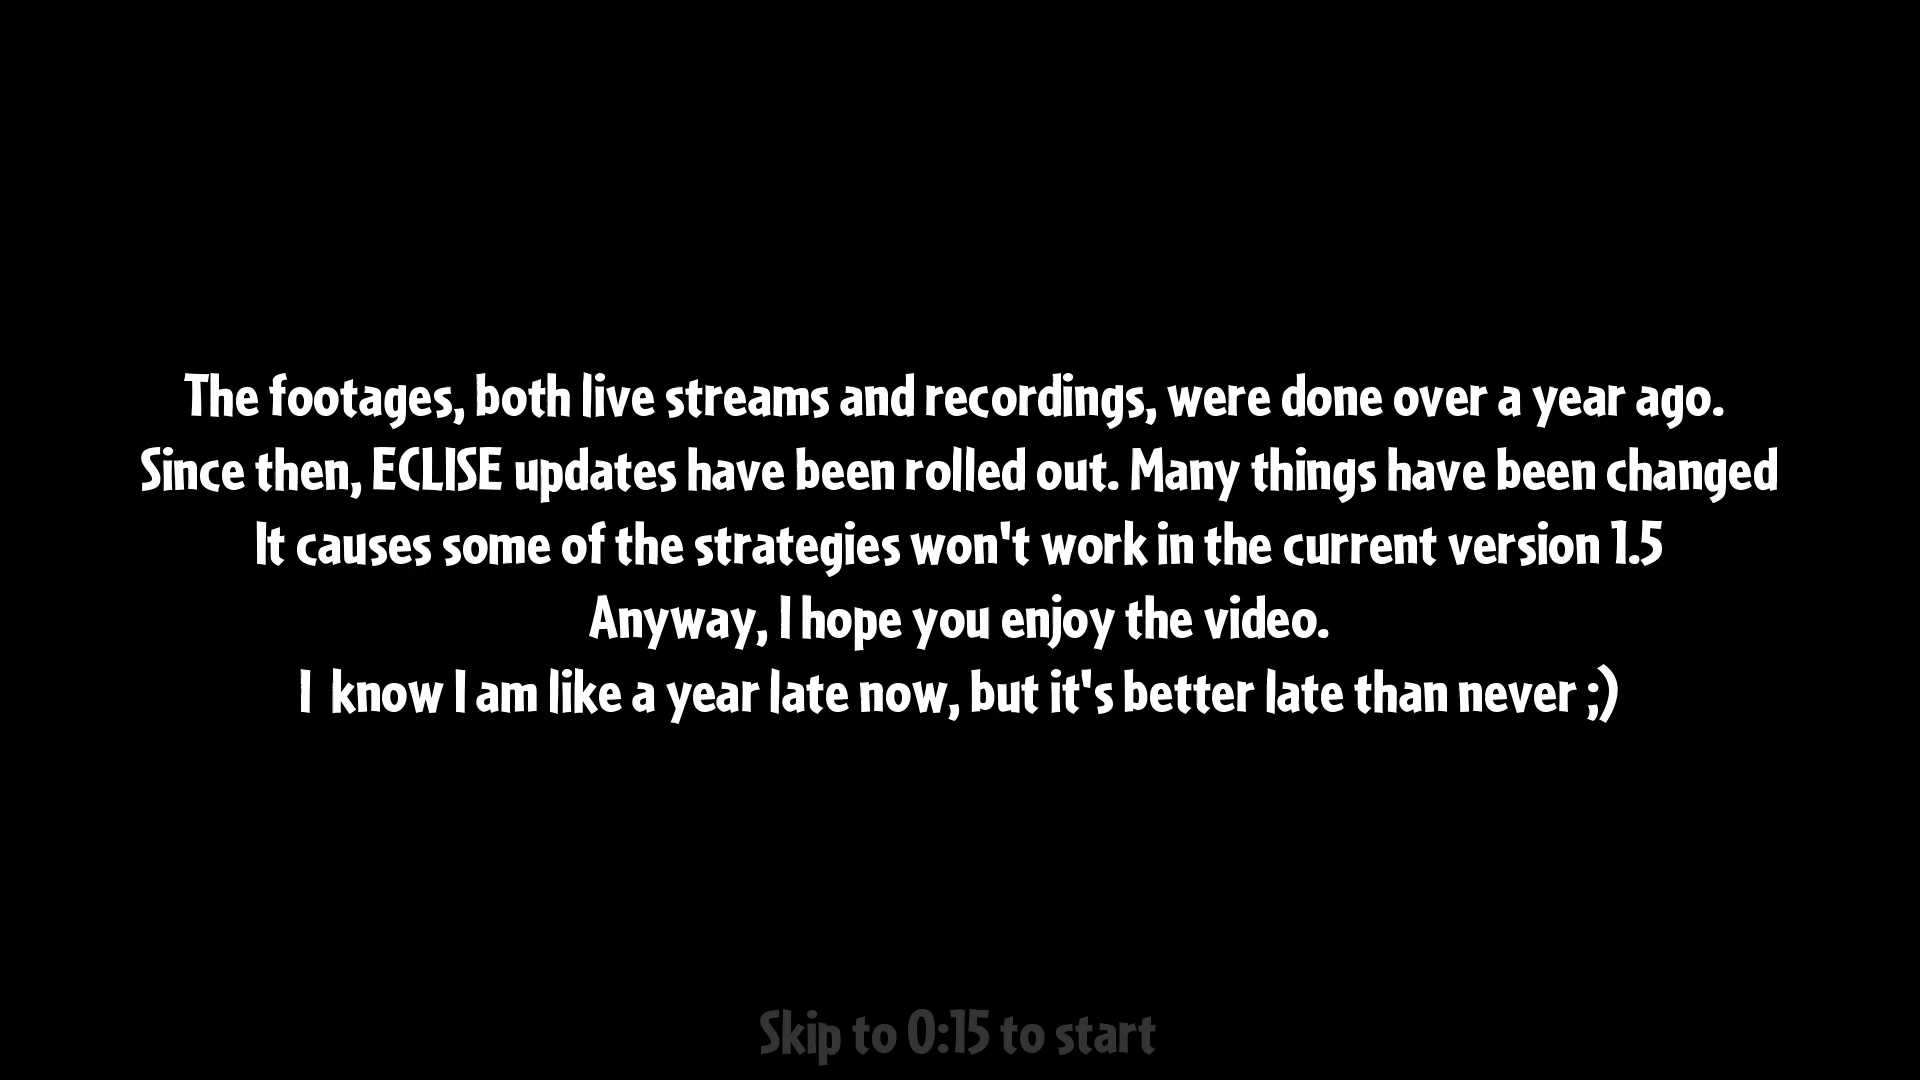 The footages, both live streams and recordings, were done over a year ago.
Since then, ECLISE updates have been rolled out. Many things have been changed
It causes some of the strategies won't work in the current version 1.5
Anyway, I hope you enjoy the video.
I know I am like a year late now, but it's better late than never ;)
Skip to 0:15 to start